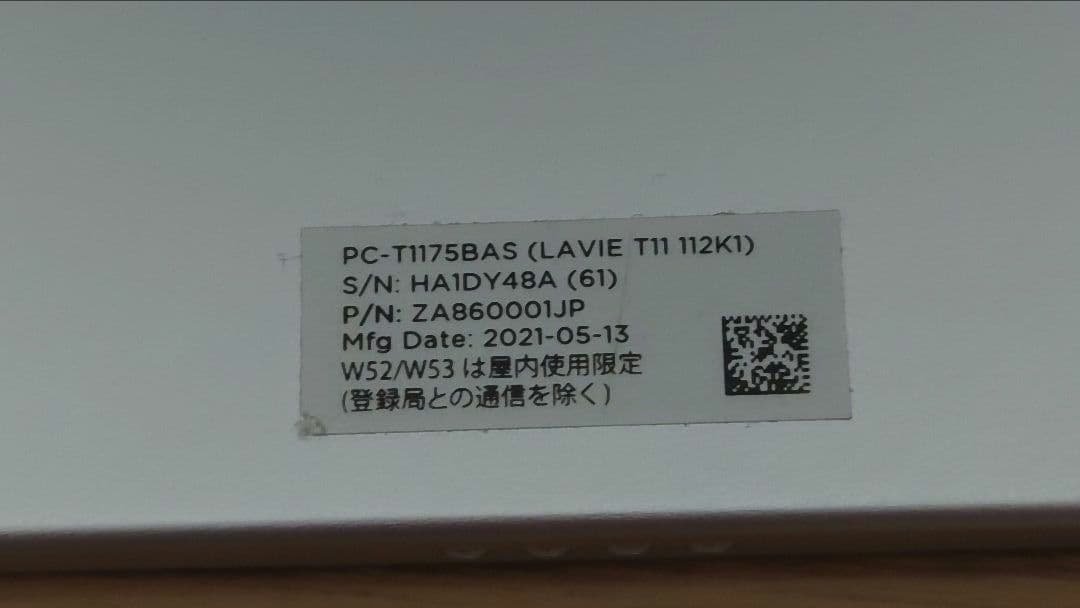 PC-T1175BAS (LAVIE T11 112K1)
S/N: HA1DY48A (61)
P/N: ZA860001JP
Mfg Date: 2021-05-13
W52/W53 は屋内使用限定
(登録局との通信を除く)